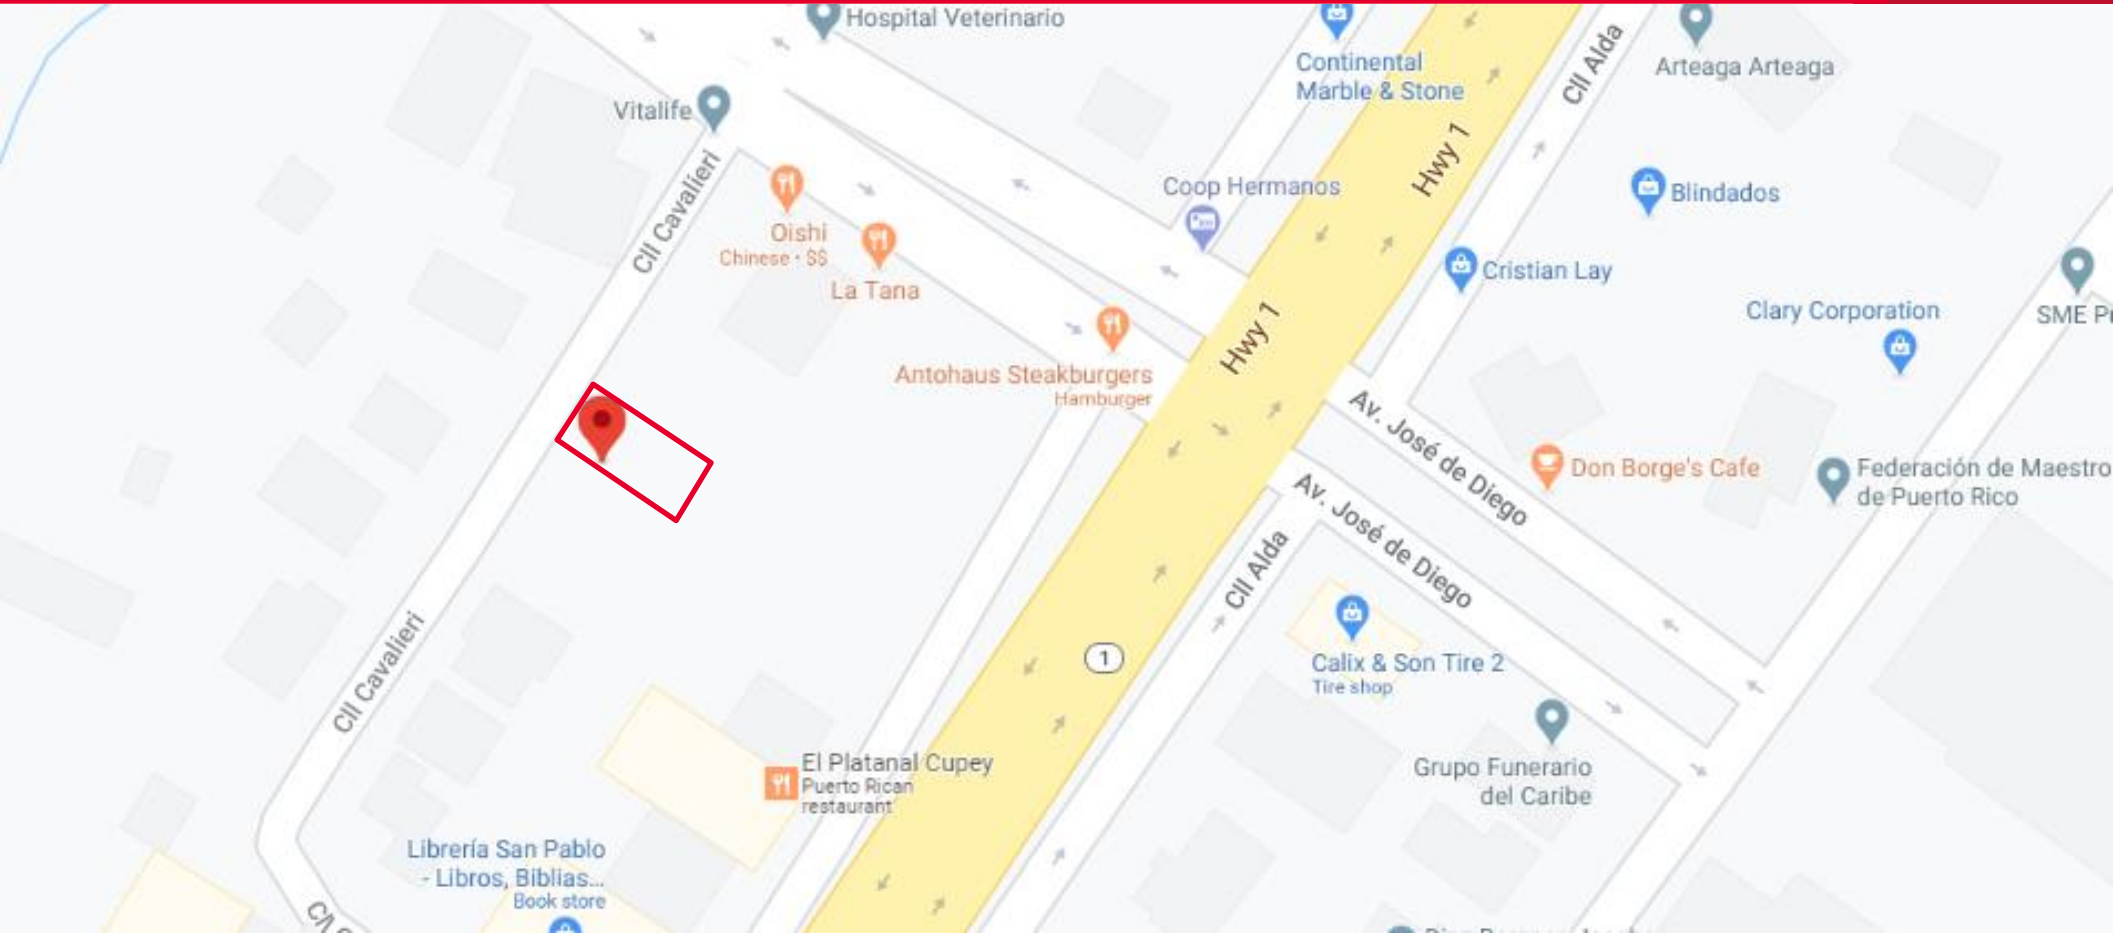 Hospital Veterinario
Continental
Marble & Stone
Cll Alda
Arteaga Arteaga
Vitalife
Hwy 1
Cll Cavalieri
Coop Hermanos
Blindados
Oishi
Chinese · $$
La Tana
Cristian Lay
Clary Corporation
SME
Hwy 1
Antohaus Steakburgers
Hamburger
Av. José de Diego
Don Borge's Cafe
Federación de Maestro
de Puerto Rico
Av. José de Diego
Cll Alda
Cll Cavalieri
1
Calix & Son Tire 2
Tire shop
El Platanal Cupey
Puerto Rican
restaurant
Grupo Funerario
del Caribe
Librería San Pablo
- Libros, Biblias...
Book store